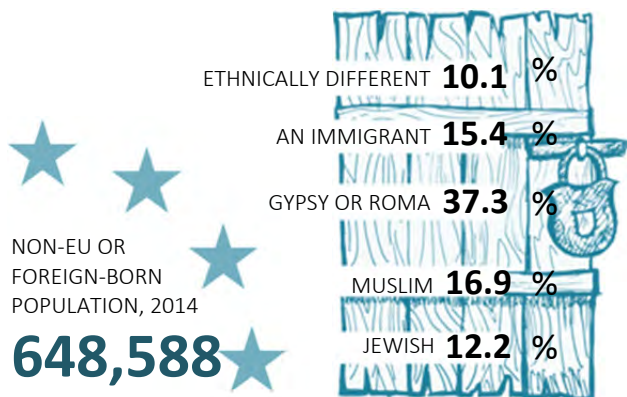 ETHNICALLY DIFFERENT 10.1 %
AN IMMIGRANT 15.4 %
GYPSY OR ROMA 37.3 %
MUSLIM 16.9 %
JEWISH 12.2 %
NON-EU OR
FOREIGN-BORN
POPULATION, 2014
648,588